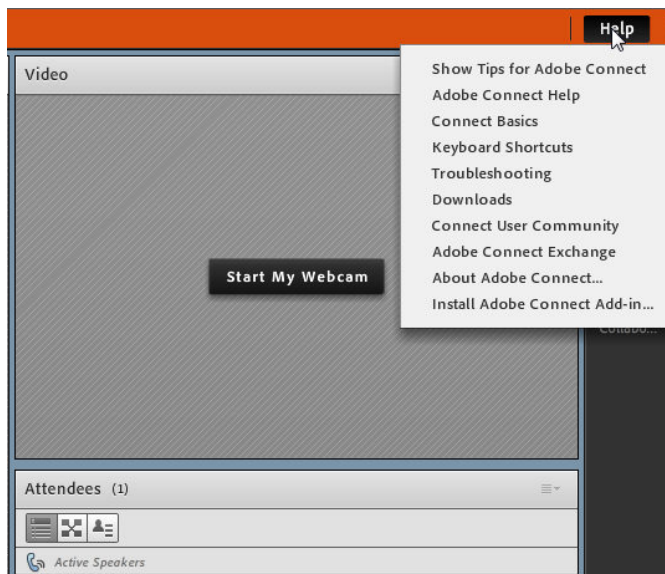 Help
Video
Show Tips for Adobe Connect
Adobe Connect Help
Connect Basics
Keyboard Shortcuts
Troubleshooting
Downloads
Connect User Community
Adobe Connect Exchange
About Adobe Connect...
Install Adobe Connect Add-in...
Start My Webcam
Collabo...
Attendees (1)
Active Speakers